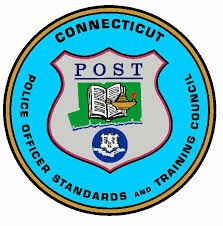 CONNECTICUT
POLICE OFFICER STANDARDS AND TRAINING COUNCIL
POST